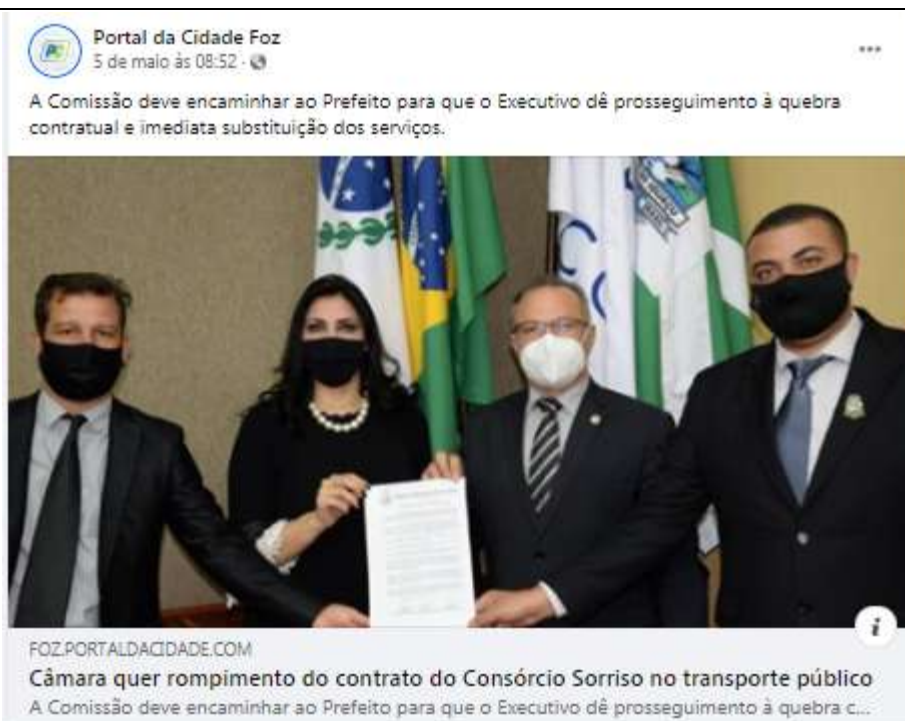 Portal da Cidade Foz
5 de maio às 08:52 ·
A Comissão deve encaminhar ao Prefeito para que o Executivo dê prosseguimento à quebra
contratual e imediata substituição dos serviços.
FOZ.PORTALDACIDADE.COM
Câmara quer rompimento do contrato do Consórcio Sorriso no transporte público
A Comissão deve encaminhar ao Prefeito para que o Executivo dê prosseguimento à quebra c...